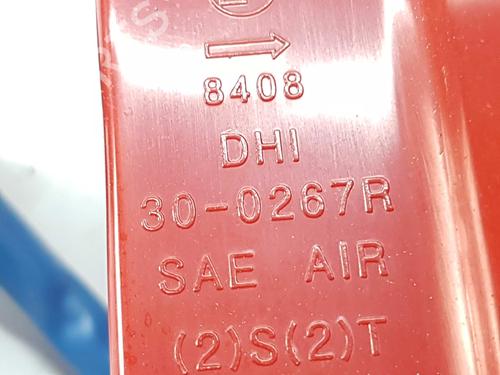 →
8408
DHI
30-0267R
SAE AIR
(2)S(2)T